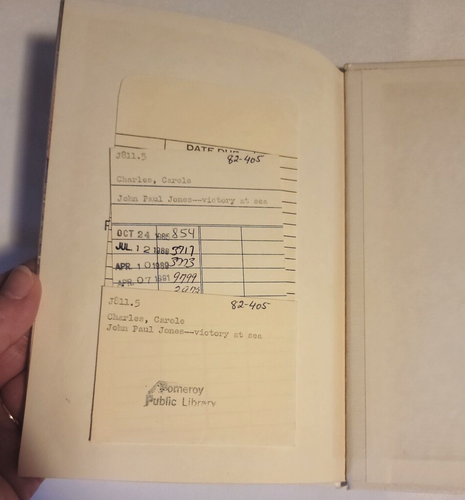 DATE DUE
J811.5 82-405
Charles, Carole
John Paul Jones--victory at sea
OCT 24 1985 854
JUL 12 1988 3717
APR 10 1989 3773
APR 07 1991 9799
J811.5 82-405
Charles, Carole
John Paul Jones--victory at sea
Pomeroy
Public Library